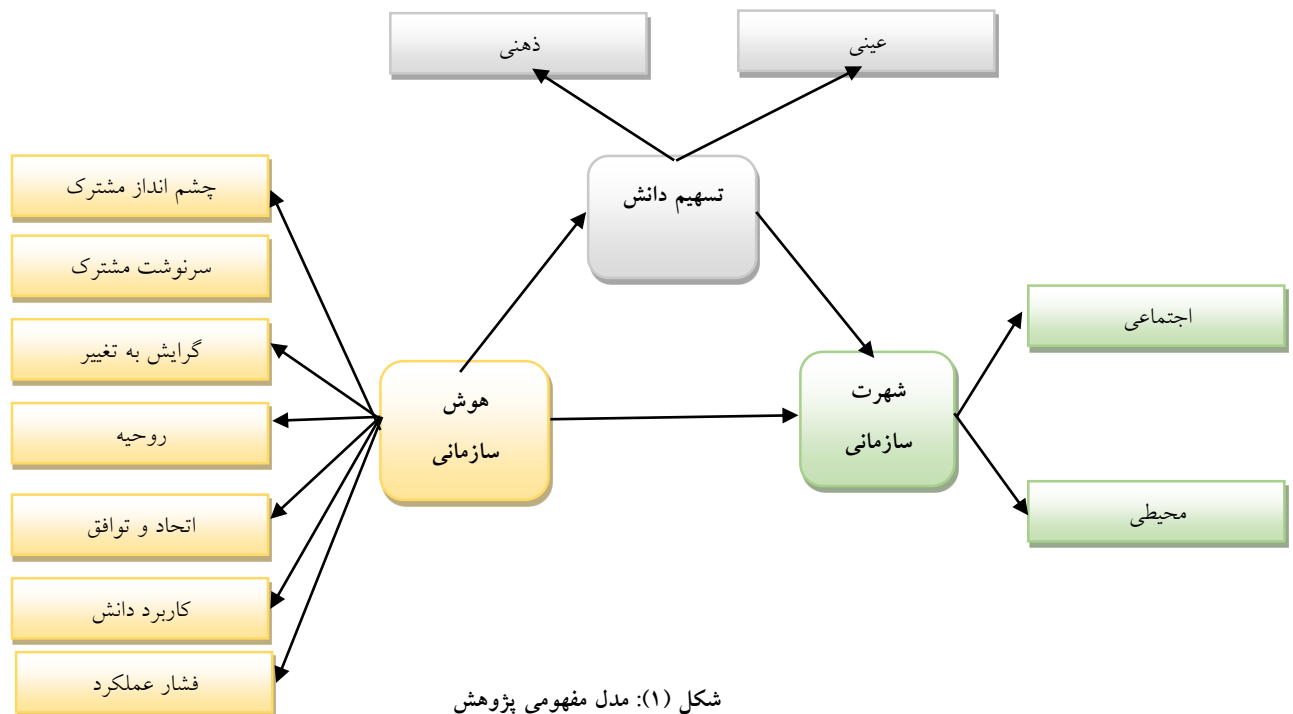 عینی
ذهنی
تسهیم دانش
چشم انداز مشترک
سرنوشت مشترک
گرایش به تغییر
روحیه
اتحاد و توافق
کاربرد دانش
فشار عملکرد
هوش
سازمانی
شهرت
سازمانی
اجتماعی
محیطی
شکل (۱): مدل مفهومی پژوهش